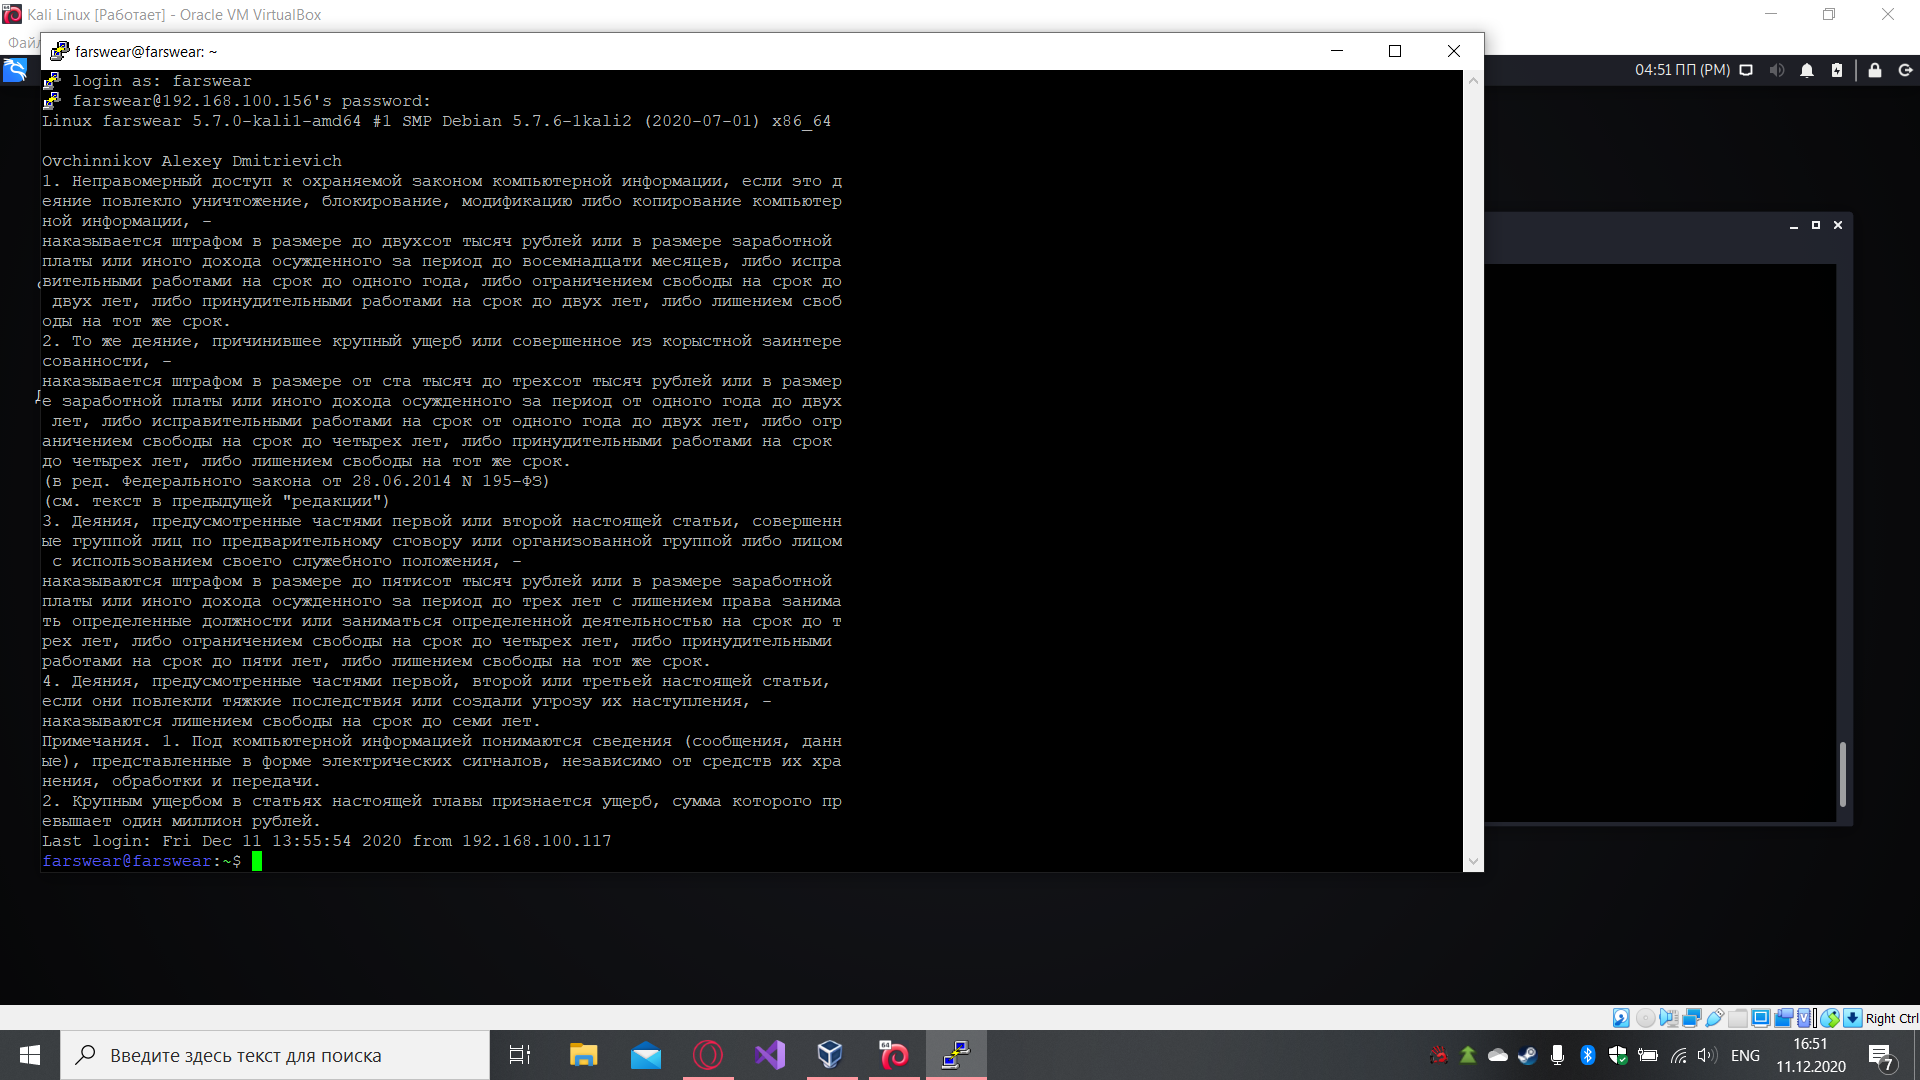 Kali Linux [Работает] - Oracle VM VirtualBox
Файл
farswear@farswear: ~
04:51 ПП (PM)
login as: farswear
farswear@192.168.100.156's password:
Linux farswear 5.7.0-kali1-amd64 #1 SMP Debian 5.7.6-1kali2 (2020-07-01) x86_64
Ovchinnikov Alexey Dmitrievich
1. Неправомерный доступ к охраняемой законом компьютерной информации, если это д
еяние повлекло уничтожение, блокирование, модификацию либо копирование компьютер
ной информации, -
наказывается штрафом в размере до двухсот тысяч рублей или в размере заработной
платы или иного дохода осужденного за период до восемнадцати месяцев, либо испра
вительными работами на срок до одного года, либо ограничением свободы на срок до
двух лет, либо принудительными работами на срок до двух лет, либо лишением своб
оды на тот же срок.
2. То же деяние, причинившее крупный ущерб или совершенное из корыстной заинтере
сованности, -
наказывается штрафом в размере от ста тысяч до трехсот тысяч рублей или в размер
е заработной платы или иного дохода осужденного за период от одного года до двух
лет, либо исправительными работами на срок от одного года до двух лет, либо огр
аничением свободы на срок до четырех лет, либо принудительными работами на срок
до четырех лет, либо лишением свободы на тот же срок.
(в ред. Федерального закона от 28.06.2014 N 195-ФЗ)
(см. текст в предыдущей "редакции")
3. Деяния, предусмотренные частями первой или второй настоящей статьи, совершенн
ые группой лиц по предварительному сговору или организованной группой либо лицом
с использованием своего служебного положения, -
наказываются штрафом в размере до пятисот тысяч рублей или в размере заработной
платы или иного дохода осужденного за период до трех лет с лишением права занима
ть определенные должности или заниматься определенной деятельностью на срок до т
рех лет, либо ограничением свободы на срок до четырех лет, либо принудительными
работами на срок до пяти лет, либо лишением свободы на тот же срок.
4. Деяния, предусмотренные частями первой, второй или третьей настоящей статьи,
если они повлекли тяжкие последствия или создали угрозу их наступления, -
наказываются лишением свободы на срок до семи лет.
Примечания. 1. Под компьютерной информацией понимаются сведения (сообщения, данн
ые), представленные в форме электрических сигналов, независимо от средств их хра
нения, обработки и передачи.
2. Крупным ущербом в статьях настоящей главы признается ущерб, сумма которого пр
евышает один миллион рублей.
Last login: Fri Dec 11 13:55:54 2020 from 192.168.100.117
farswear@farswear:~$
Right Ctrl
Введите здесь текст для поиска
64
ENG
16:51
11.12.2020
7